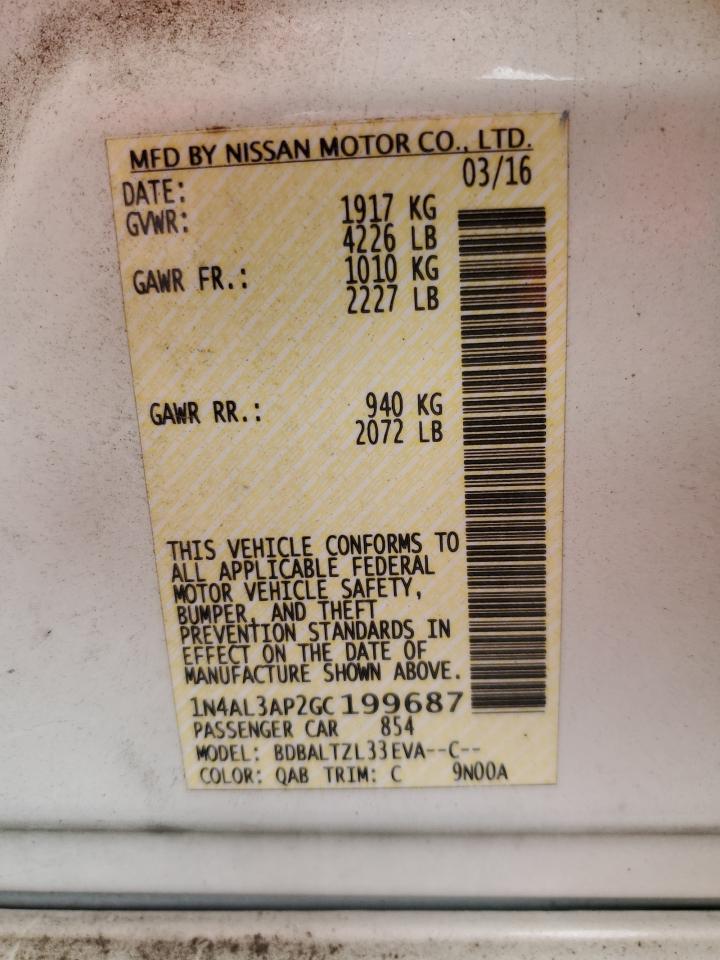 MFD BY NISSAN MOTOR CO., LTD.
DATE: 03/16
GVWR: 1917 KG
4226 LB
GAWR FR.: 1010 KG
2227 LB
GAWR RR.: 940 KG
2072 LB
THIS VEHICLE CONFORMS TO
ALL APPLICABLE FEDERAL
MOTOR VEHICLE SAFETY,
BUMPER, AND THEFT
PREVENTION STANDARDS IN
EFFECT ON THE DATE OF
MANUFACTURE SHOWN ABOVE.
1N4AL3AP2GC199687
PASSENGER CAR 854
MODEL: BDBALTZL33EVA--C--
COLOR: QAB TRIM: C 9N00A